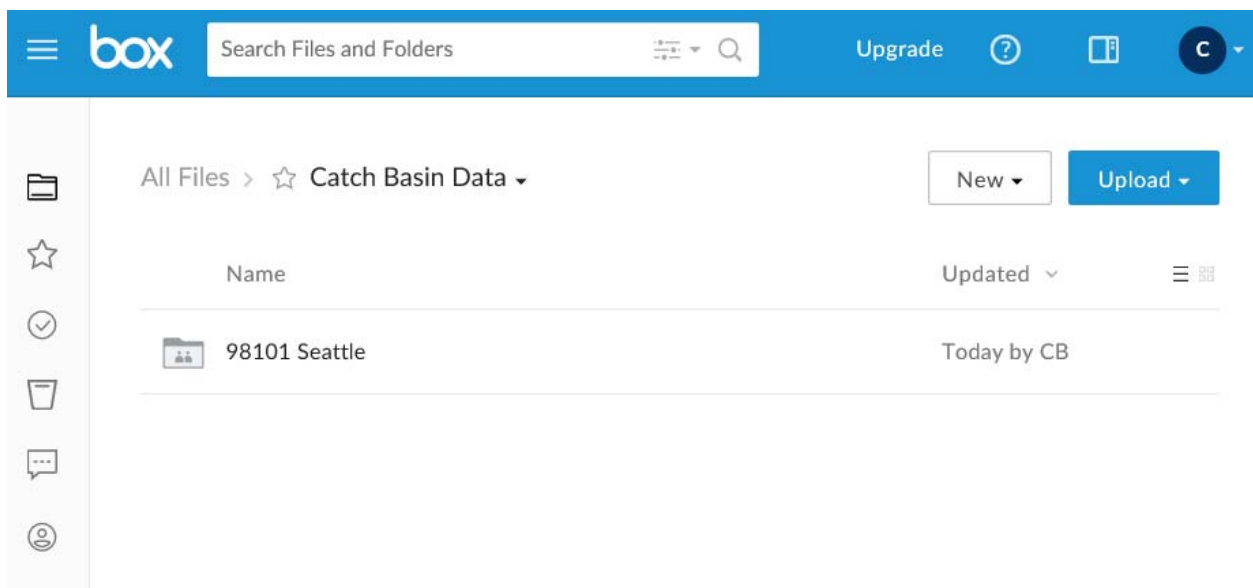 box Search Files and Folders Upgrade ? C
All Files > Catch Basin Data New Upload
Name Updated
98101 Seattle Today by CB